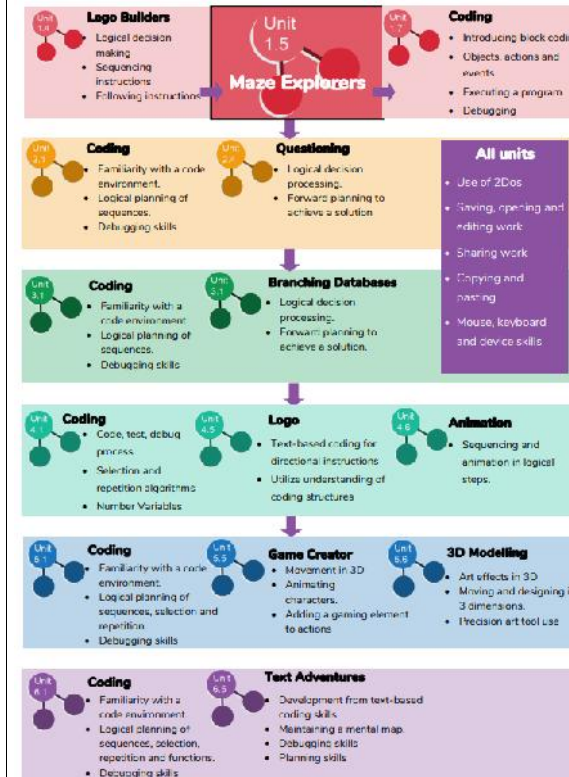 Unit
1.4
Lego Builders
Logical decision
making
Sequencing
instructions
Following instructions
Unit
1.5
Maze Explorers
Unit
1.7
Coding
Introducing block codi
Objects, actions and
events
Executing a program
Debugging
Unit
2.1
Coding
Familiarity with a code
environment.
Logical planning of
sequences.
Debugging skills
Unit
2.4
Questioning
Logical decision
processing.
Forward planning to
achieve a solution
All units
Use of 2Dos
Saving, opening and
editing work
Sharing work
Copying and
pasting
Mouse, keyboard
and device skills
Unit
3.1
Coding
Familiarity with a
code environment
Logical planning of
sequences.
Debugging skills
Unit
3.1
Branching Databases
Logical decision
processing.
Forward planning to
achieve a solution.
Unit
4.1
Coding
Code, test, debug
process
Selection and
repetition algorithms
Number Variables
Unit
4.5
Logo
Text-based coding for
directional instructions
Utilize understanding of
coding structures
Unit
4.6
Animation
Sequencing and
animation in logical
steps.
Unit
5.1
Coding
Familiarity with a code
environment.
Logical planning of
sequences, selection and
repetition.
Debugging skills
Unit
5.5
Game Creator
Movement in 3D
Animating
characters.
Adding a gaming element
to actions
Unit
5.6
3D Modelling
Art effects in 3D
Moving and designing i
3 dimensions.
Precision art tool use
Unit
6.1
Coding
Familiarity with a
code environment
Logical planning of
sequences, selection,
repetition and functions.
Debugging skills
Unit
6.5
Text Adventures
Development from text-based
coding skills
Maintaining a mental map.
Debugging skills
Planning skills